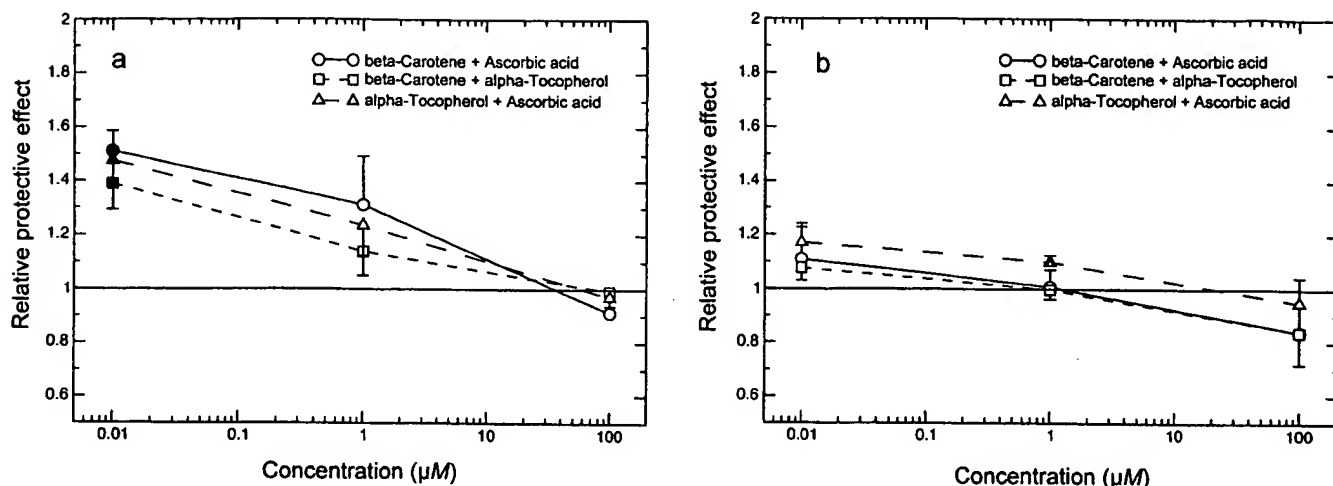 a
beta-Carotene + Ascorbic acid
beta-Carotene + alpha-Tocopherol
alpha-Tocopherol + Ascorbic acid
Relative protective effect
2
1.8
1.6
1.4
1.2
1
0.8
0.6
0.01 0.1 1 10 100
Concentration (µM)
b
beta-Carotene + Ascorbic acid
beta-Carotene + alpha-Tocopherol
alpha-Tocopherol + Ascorbic acid
Relative protective effect
2
1.8
1.6
1.4
1.2
1
0.8
0.6
0.01 0.1 1 10 100
Concentration (µM)